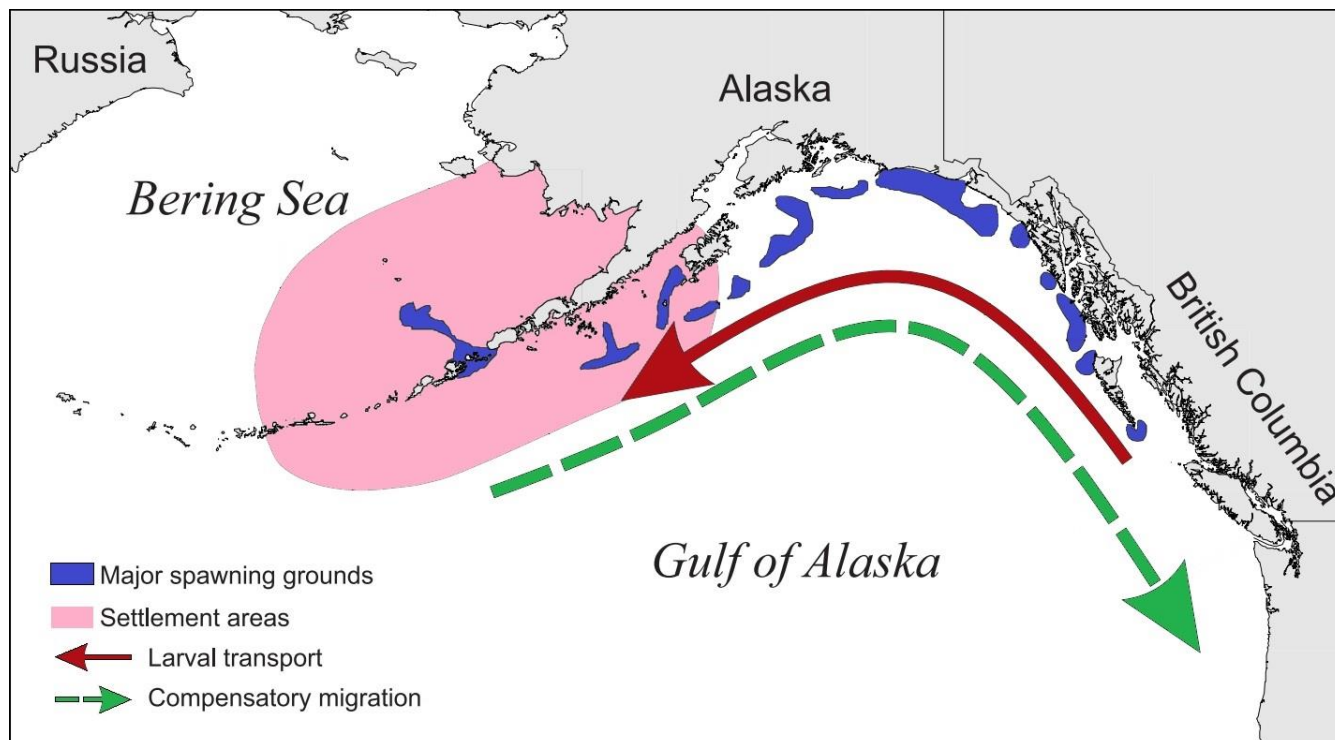 Russia
Alaska
Bering Sea
British Columbia
Gulf of Alaska
Major spawning grounds
Settlement areas
Larval transport
Compensatory migration